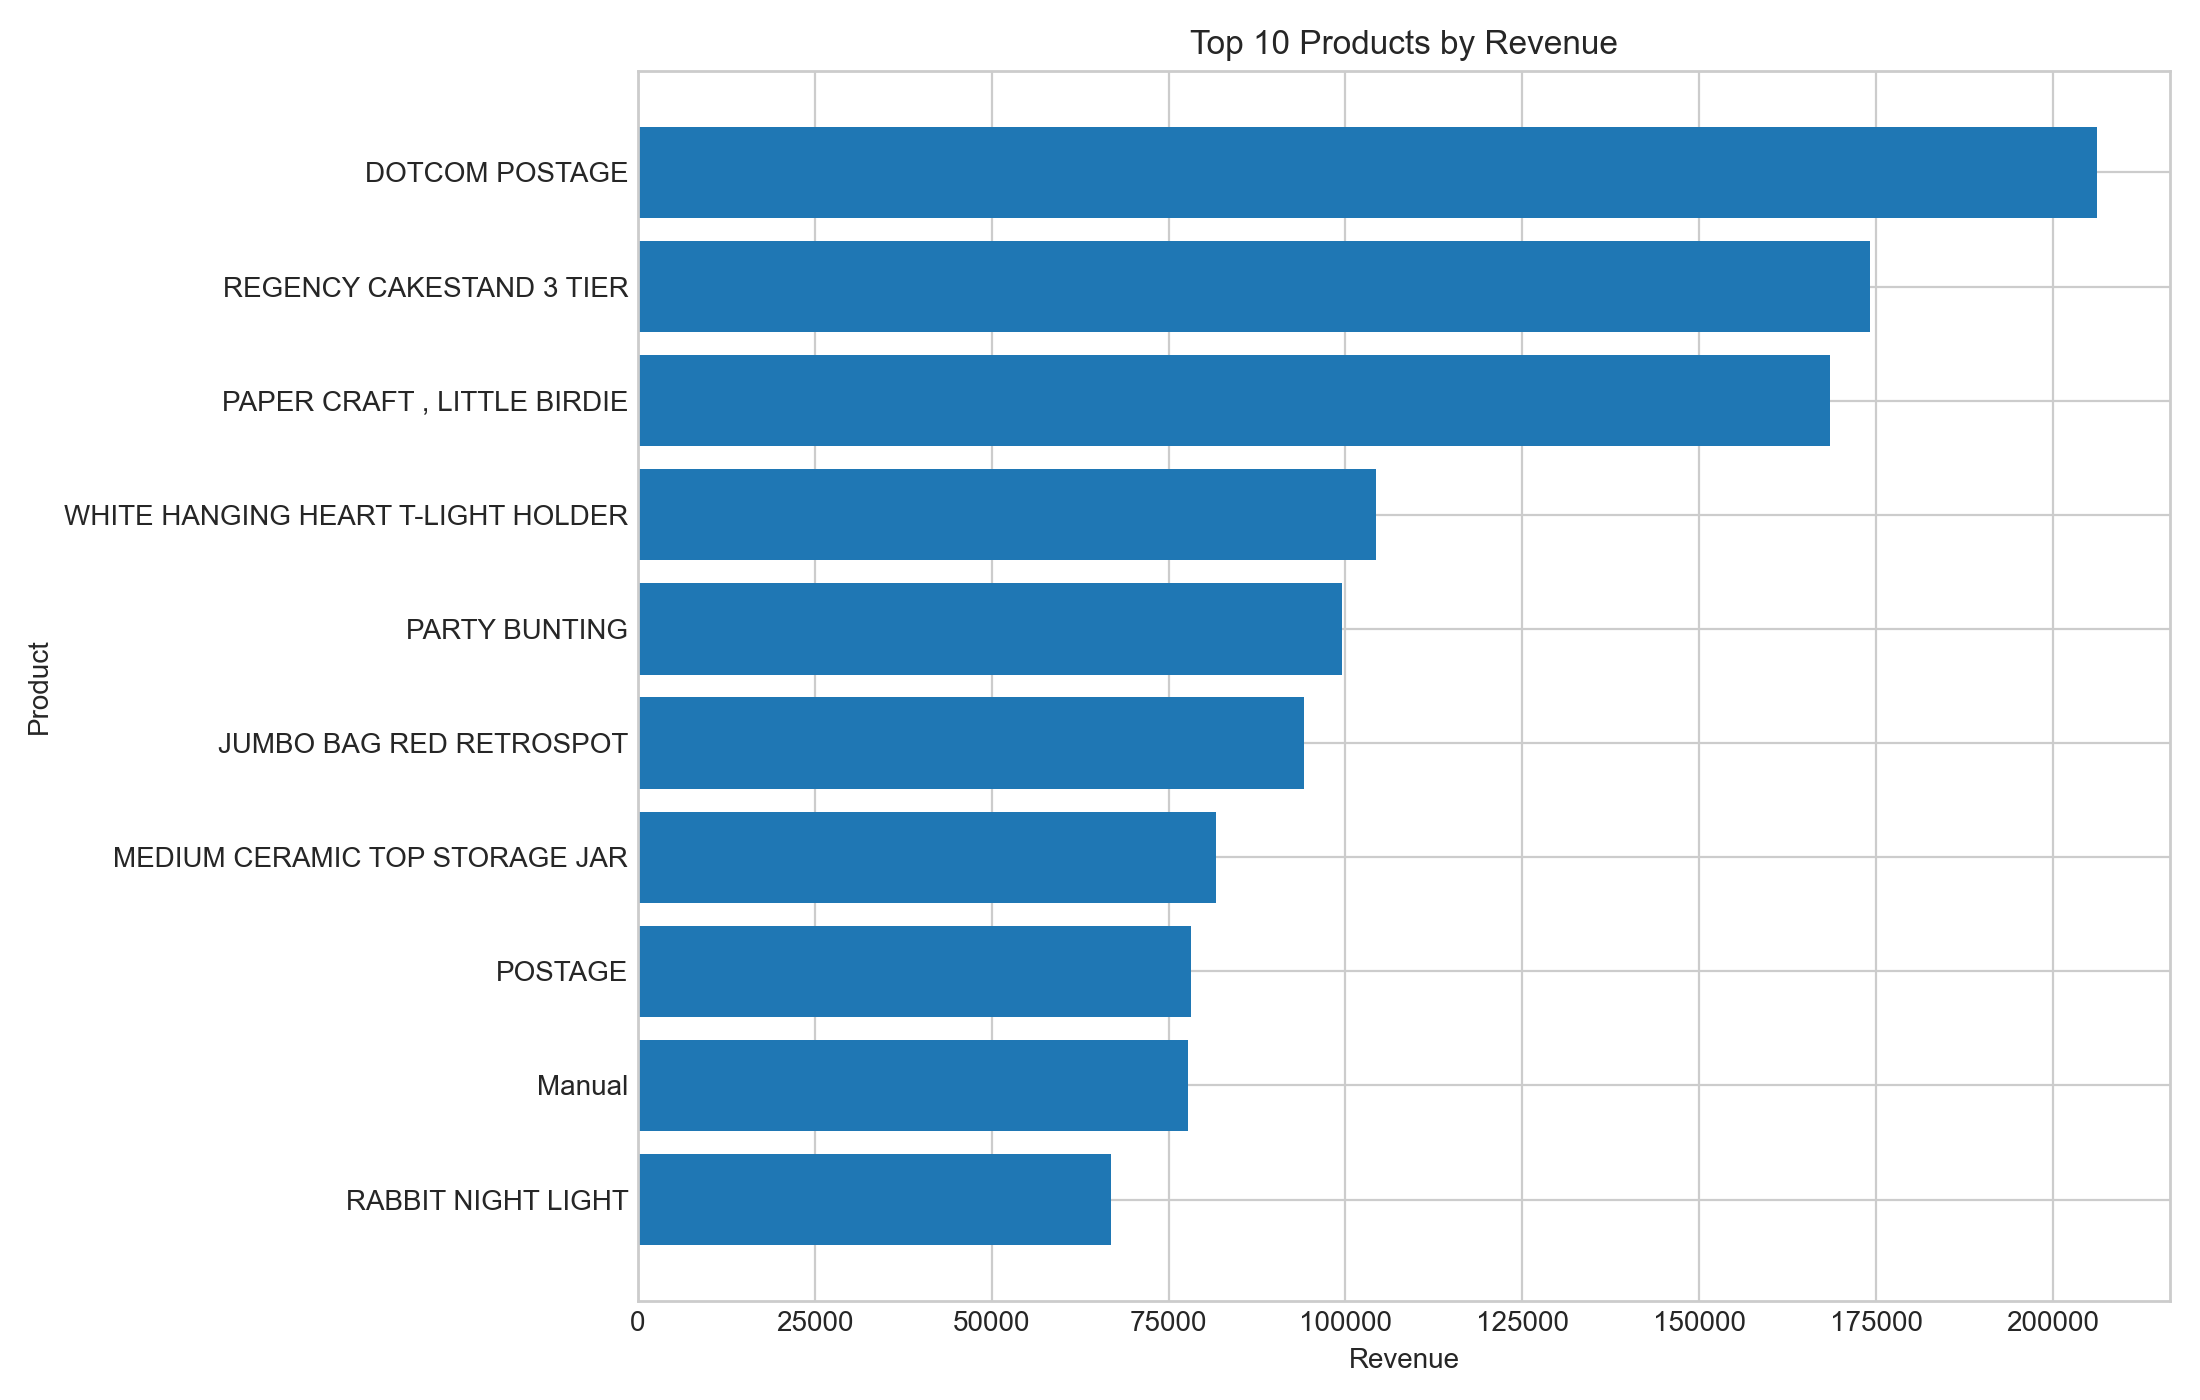 Top 10 Products by Revenue
Product
DOTCOM POSTAGE
REGENCY CAKESTAND 3 TIER
PAPER CRAFT , LITTLE BIRDIE
WHITE HANGING HEART T-LIGHT HOLDER
PARTY BUNTING
JUMBO BAG RED RETROSPOT
MEDIUM CERAMIC TOP STORAGE JAR
POSTAGE
Manual
RABBIT NIGHT LIGHT
0 25000 50000 75000 100000 125000 150000 175000 200000
Revenue